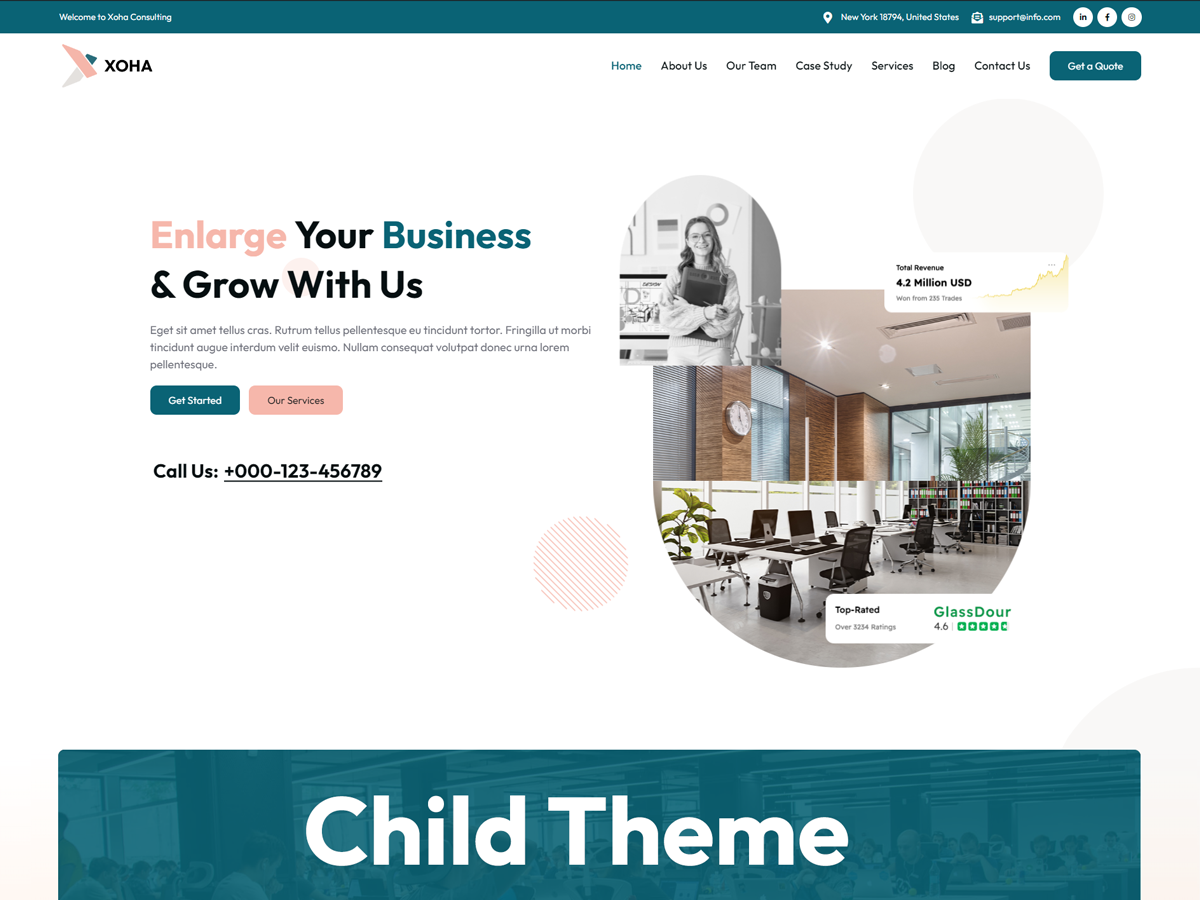 Welcome to Xoha Consulting
New York 18794, United States
support@info.com
XOHA
Home
About Us
Our Team
Case Study
Services
Blog
Contact Us
Get a Quote
Enlarge Your Business
& Grow With Us
Eget sit amet tellus cras. Rutrum tellus pellentesque eu tincidunt tortor. Fringilla ut morbi
tincidunt augue interdum velit euismo. Nullam consequat volutpat donec urna lorem
pellentesque.
Get Started
Our Services
Call Us: +000-123-456789
DESIGN
Total Revenue
4.2 Million USD
Won from 235 Trades
Top-Rated
Over 3234 Ratings
GlassDour
4.6
Child Theme